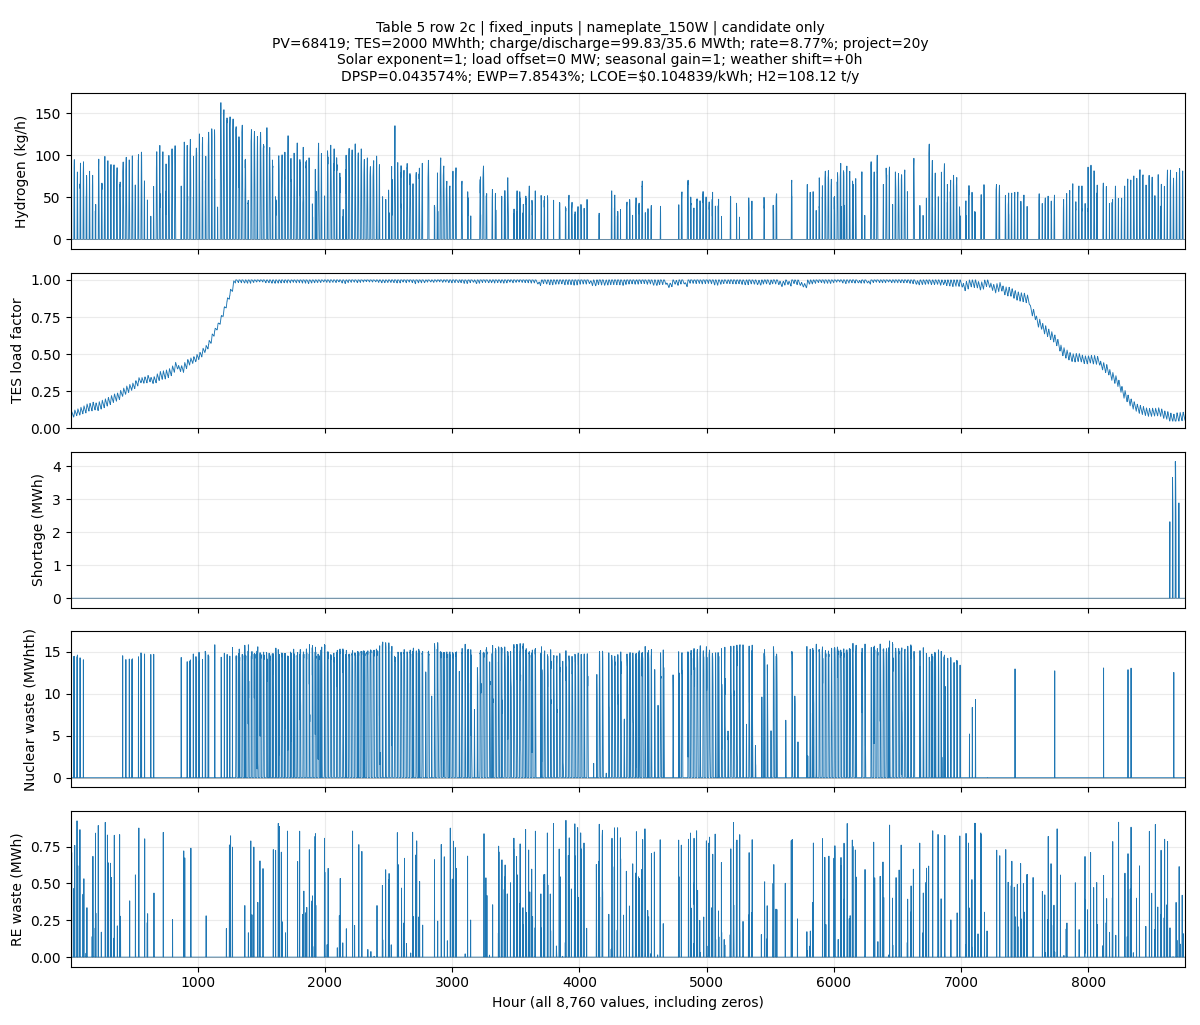 Table 5 row 2c | fixed_inputs | nameplate_150W | candidate only
PV=68419; TES=2000 MWhth; charge/discharge=99.83/35.6 MWth; rate=8.77%; project=20y
Solar exponent=1; load offset=0 MW; seasonal gain=1; weather shift=+0h
DPSP=0.043574%; EWP=7.8543%; LCOE=$0.104839/kWh; H2=108.12 t/y
Hydrogen (kg/h)
150
100
50
0
TES load factor
1.00
0.75
0.50
0.25
0.00
Shortage (MWh)
4
3
2
1
0
Nuclear waste (MWhth)
15
10
5
0
RE waste (MWh)
0.75
0.50
0.25
0.00
1000 2000 3000 4000 5000 6000 7000 8000
Hour (all 8,760 values, including zeros)